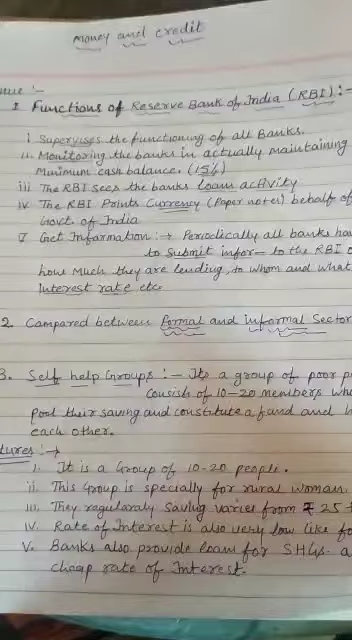 Money and credit
I Functions of Reserve Bank of India (RBI) :-
i Supervises the functioning of all Banks.
ii. Monitoring the banks in actually maintaining
Minimum cash balance. (15%)
iii The RBI sees the banks loans activity
iv The RBI Prints Currency (Paper notes) behalf of
Govt. of India
V Get Information :→ Periodically all banks ha
to submit infor— to the RBI o
how Much they are lending, to whom and what
Interest rate etc
2. Compared between formal and informal Sector
3. Self help Groups :- Its a group of poor p
Consists of 10-20 members who
pool their saving and constitute a fund and h
each other.
tures :→
i. It is a Group of 10-20 people.
ii. This Group is specially for rural woman.
iii. They regularaly Saving varies from ₹ 25
iv. Rate of Interest is also very low like fo
V. Banks also provide loan for SHGs a
cheap rate of Interest.